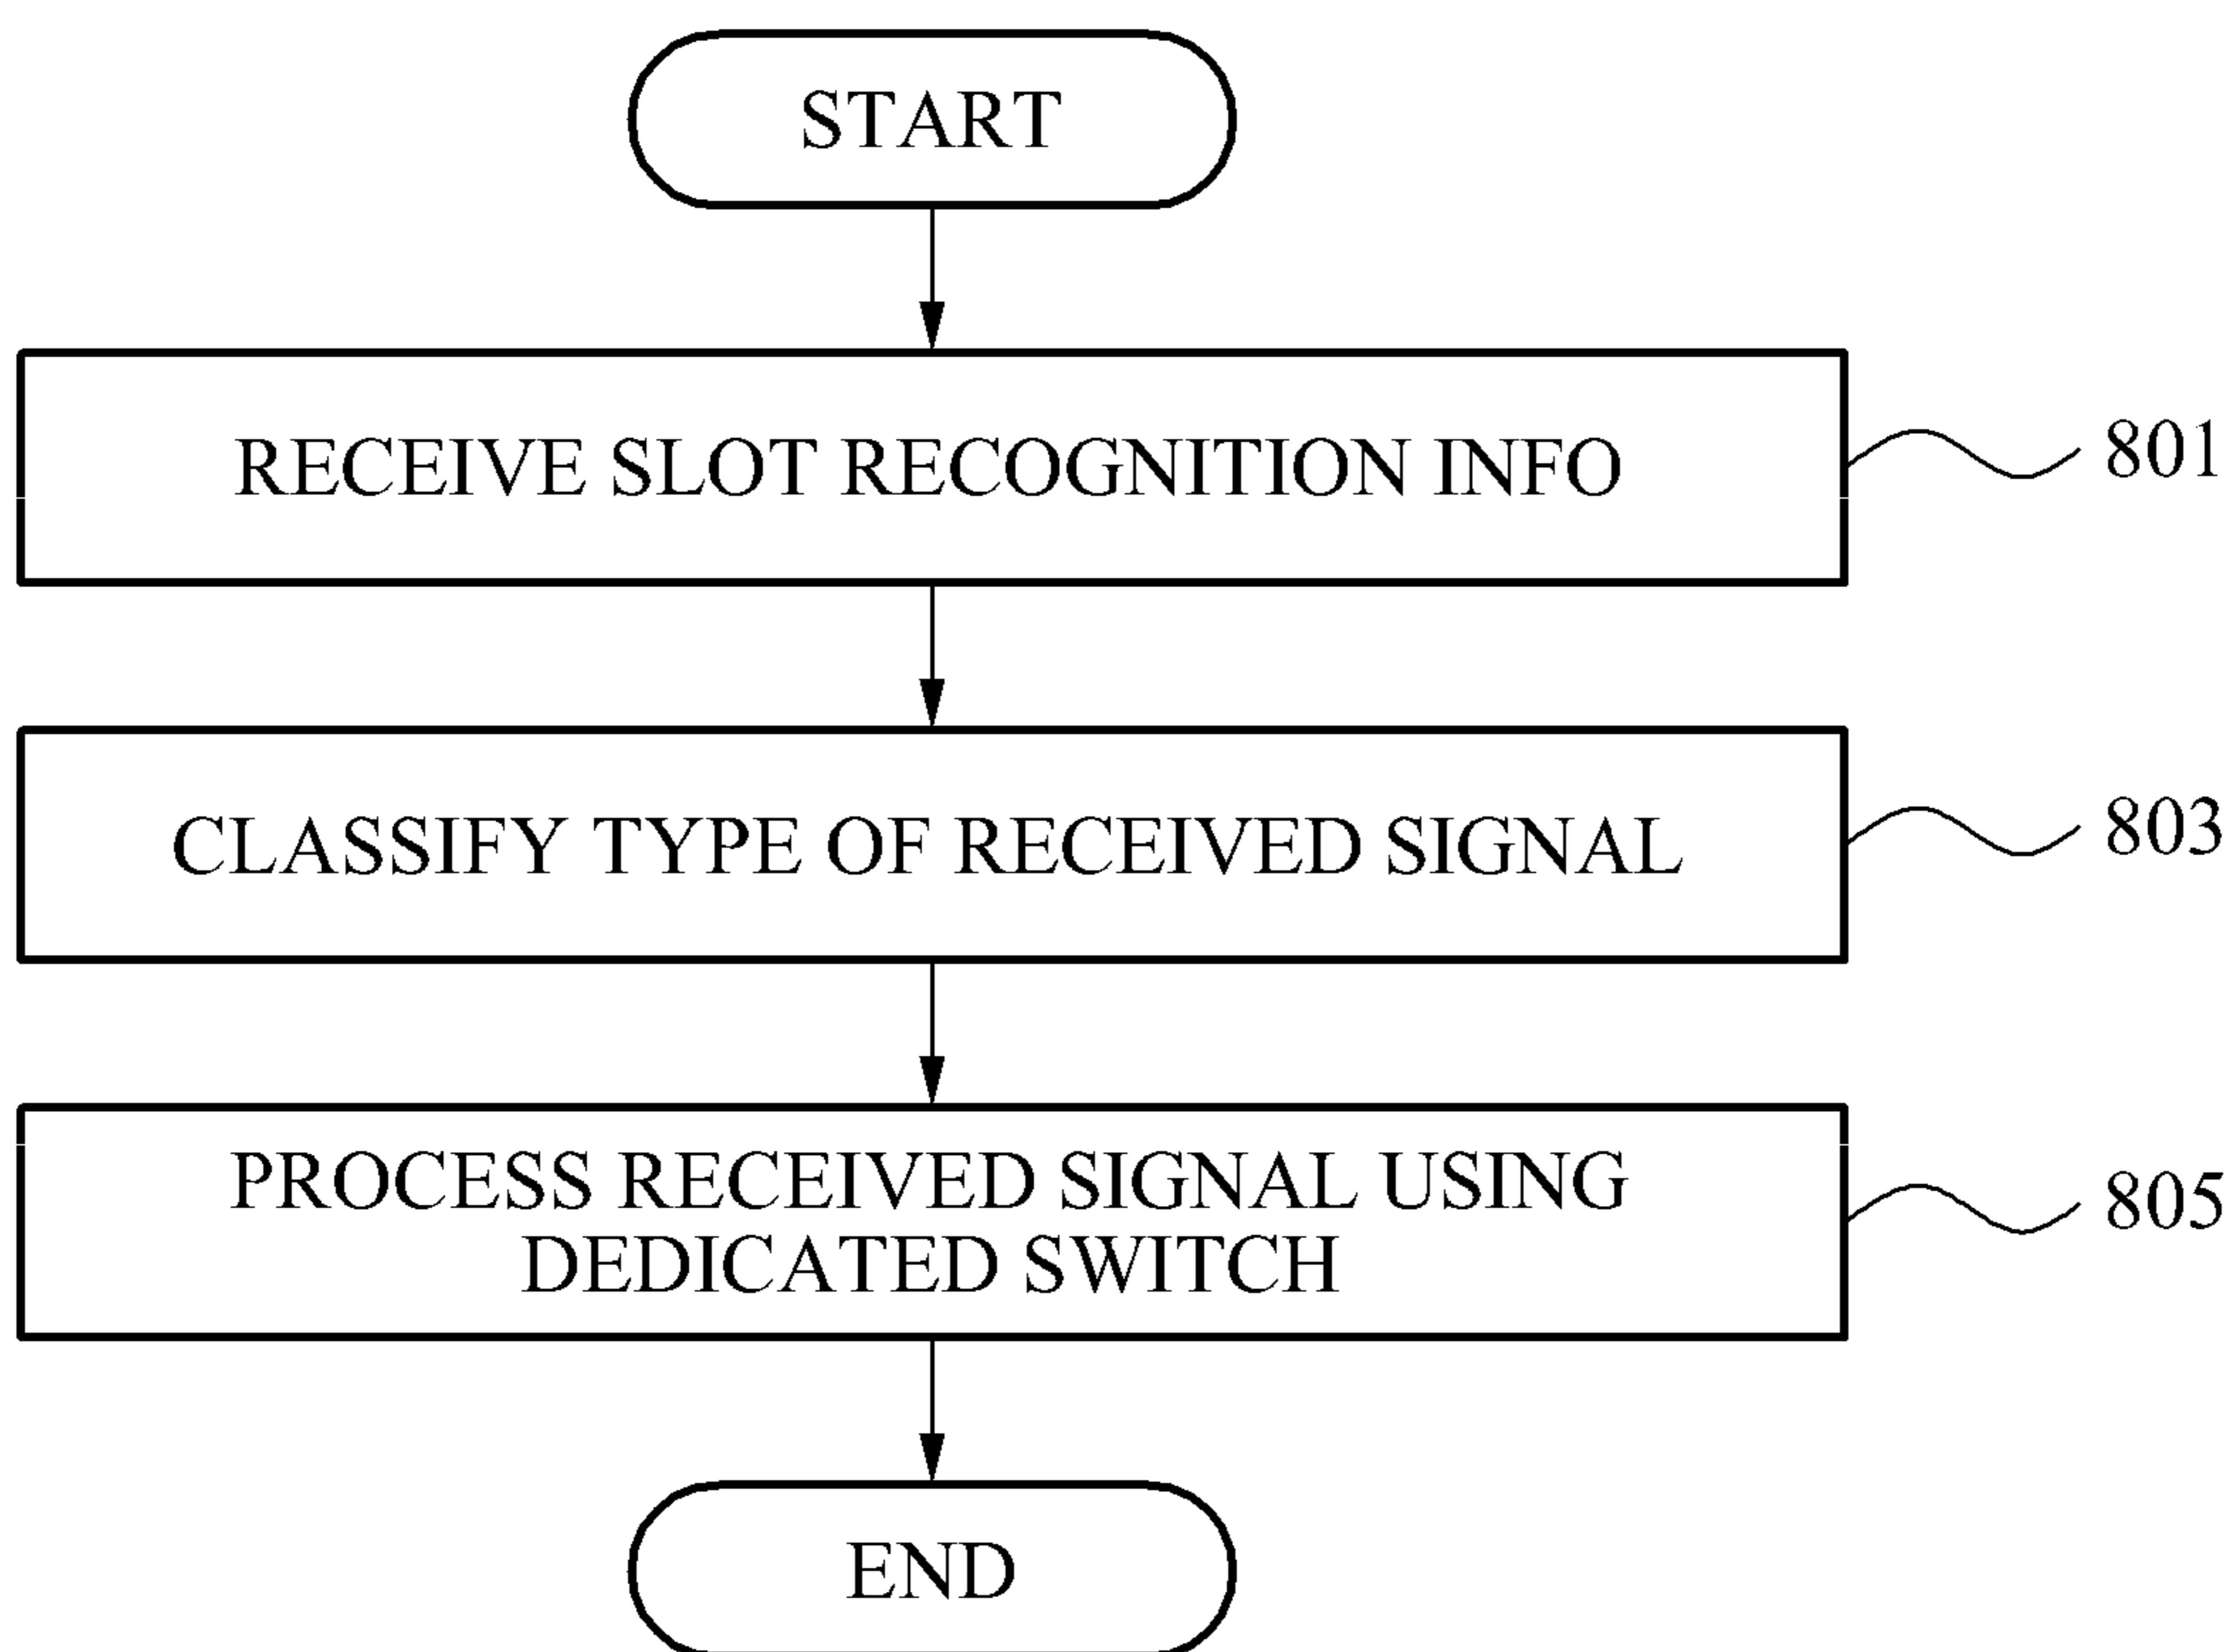 START
RECEIVE SLOT RECOGNITION INFO
801
CLASSIFY TYPE OF RECEIVED SIGNAL
803
PROCESS RECEIVED SIGNAL USING
DEDICATED SWITCH
805
END